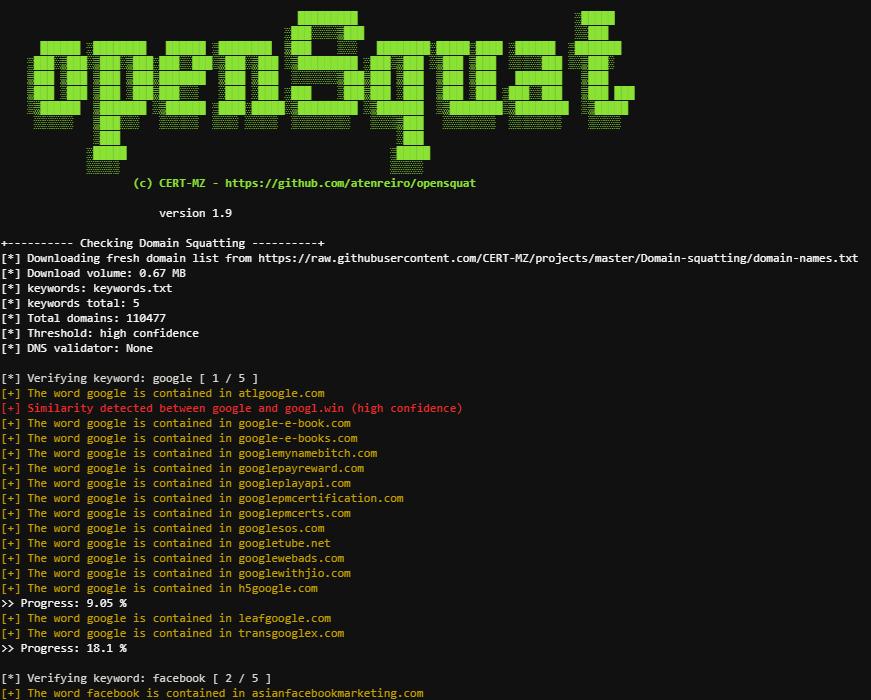 openSquat
(c) CERT-MZ - https://github.com/atenreiro/opensquat
version 1.9
+---------- Checking Domain Squatting ----------+
[*] Downloading fresh domain list from https://raw.githubusercontent.com/CERT-MZ/projects/master/Domain-squatting/domain-names.txt
[*] Download volume: 0.67 MB
[*] keywords: keywords.txt
[*] keywords total: 5
[*] Total domains: 110477
[*] Threshold: high confidence
[*] DNS validator: None
[*] Verifying keyword: google [ 1 / 5 ]
[+] The word google is contained in atlgoogle.com
[+] Similarity detected between google and googl.win (high confidence)
[+] The word google is contained in google-e-book.com
[+] The word google is contained in google-e-books.com
[+] The word google is contained in googlemynamebitch.com
[+] The word google is contained in googlepayreward.com
[+] The word google is contained in googleplayapi.com
[+] The word google is contained in googlepmcertification.com
[+] The word google is contained in googlepmcerts.com
[+] The word google is contained in googlesos.com
[+] The word google is contained in googletube.net
[+] The word google is contained in googlewebads.com
[+] The word google is contained in googlewithjio.com
[+] The word google is contained in h5google.com
>> Progress: 9.05 %
[+] The word google is contained in leafgoogle.com
[+] The word google is contained in transgooglex.com
>> Progress: 18.1 %
[*] Verifying keyword: facebook [ 2 / 5 ]
[+] The word facebook is contained in asianfacebookmarketing.com